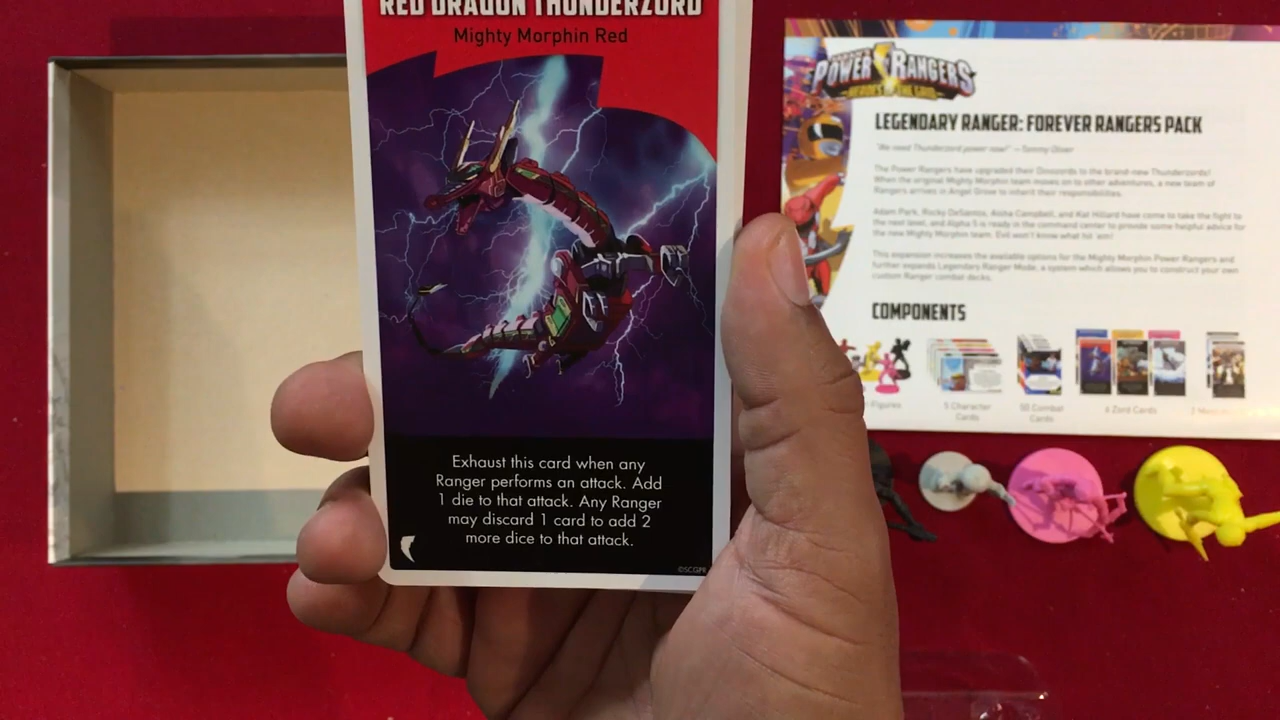 RED DRAGON THUNDERZORD
Mighty Morphin Red
Exhaust this card when any
Ranger performs an attack. Add
1 die to that attack. Any Ranger
may discard 1 card to add 2
more dice to that attack.
©SCGPR
POWER RANGERS
HEROES OF THE GRID
LEGENDARY RANGER: FOREVER RANGERS PACK
"We need Thunderzord power now!" — Tommy Oliver
The Power Rangers have upgraded their Dinozords to the brand-new Thunderzords!
When the original Mighty Morphin team moves on to other adventures, a new team of
Rangers arrives in Angel Grove to inherit their responsibilities.
Adam Park, Rocky DeSantos, Aisha Campbell, and Kat Hillard have come to take the fight to
the next level, and Alpha 5 is ready in the command center to provide some helpful advice for
the new Mighty Morphin team. Evil won't know what hit 'em!
This expansion increases the available options for the Mighty Morphin Power Rangers and
further expands Legendary Ranger Mode, a system which allows you to construct your own
custom Ranger combat decks.
COMPONENTS
Figures
5 Character
Cards
50 Combat
Cards
6 Zord Cards